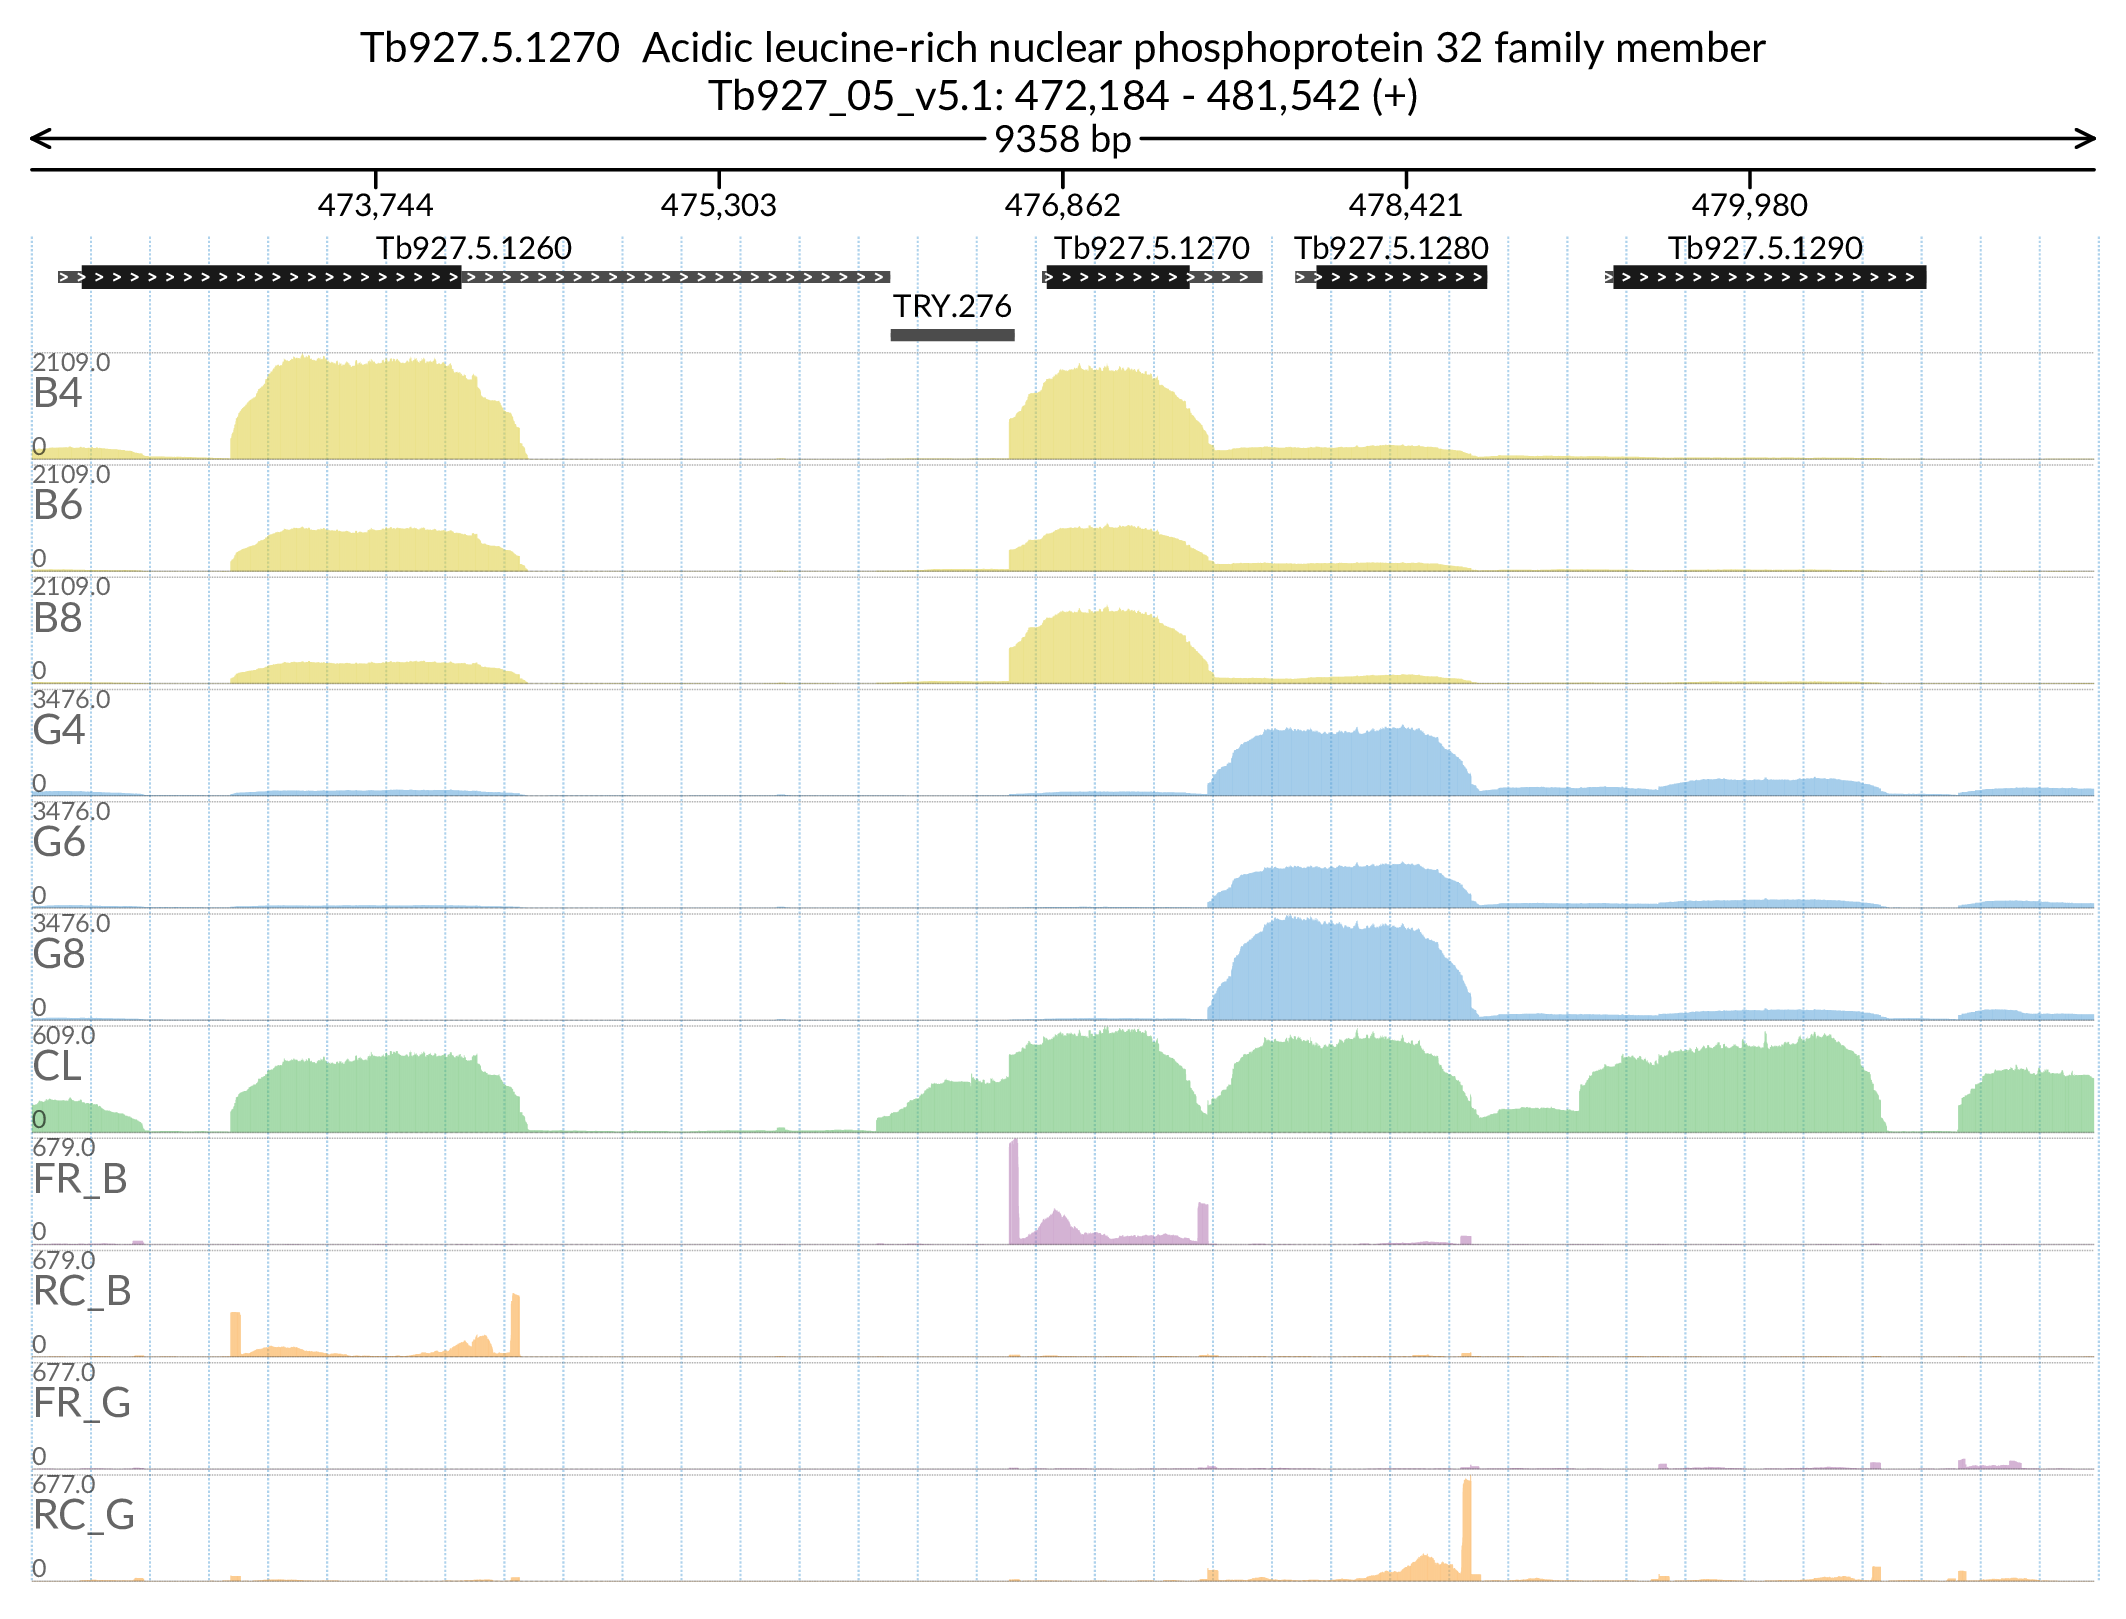 Tb927.5.1270 Acidic leucine-rich nuclear phosphoprotein 32 family member
Tb927_05_v5.1: 472,184 - 481,542 (+)
9358 bp
473,744 475,303 476,862 478,421 479,980
Tb927.5.1260 Tb927.5.1270 Tb927.5.1280 Tb927.5.1290
TRY.276
2109.0
B4
0
2109.0
B6
0
2109.0
B8
0
3476.0
G4
0
3476.0
G6
0
3476.0
G8
0
609.0
CL
0
679.0
FR_B
0
679.0
RC_B
0
677.0
FR_G
0
677.0
RC_G
0